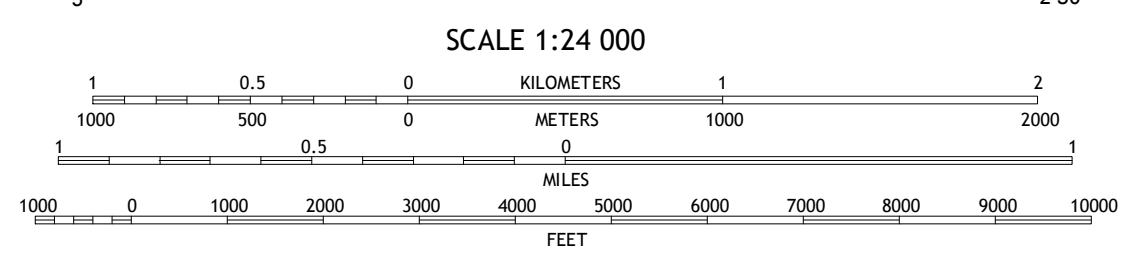 SCALE 1:24 000
1 0.5 0 KILOMETERS 1 2
1000 500 0 METERS 1000 2000
1 0.5 0 1
MILES
1000 0 1000 2000 3000 4000 5000 6000 7000 8000 9000 10000
FEET